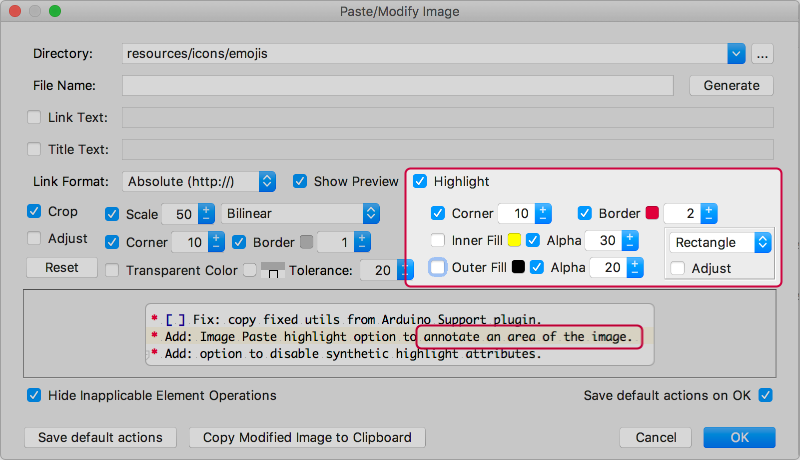 Paste/Modify Image
Directory: resources/icons/emojis ...
File Name: Generate
Link Text:
Title Text:
Link Format: Absolute (http://) Show Preview Highlight
Crop Scale 50 Bilinear Corner 10 Border 2
Adjust Corner 10 Border 1 Inner Fill Alpha 30 Rectangle
Reset Transparent Color Tolerance: 20 Outer Fill Alpha 20 Adjust
* [ ] Fix: copy fixed utils from Arduino Support plugin.
* Add: Image Paste highlight option to annotate an area of the image.
* Add: option to disable synthetic highlight attributes.
Hide Inapplicable Element Operations Save default actions on OK
Save default actions Copy Modified Image to Clipboard Cancel OK